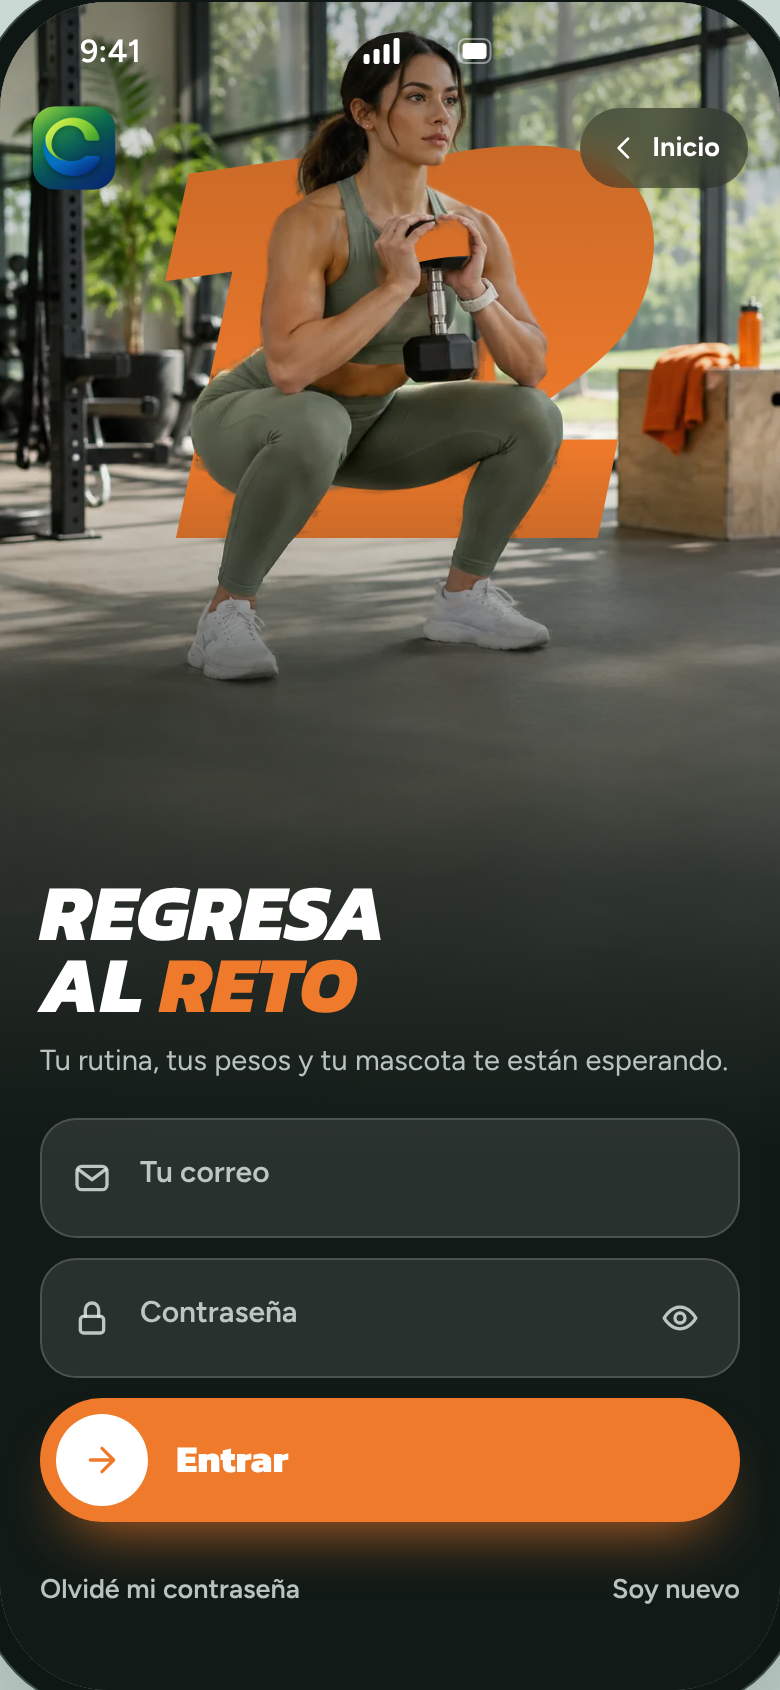 9:41
Inicio
12
REGRESA
AL RETO
Tu rutina, tus pesos y tu mascota te están esperando.
Tu correo
Contraseña
Entrar
Olvidé mi contraseña
Soy nuevo